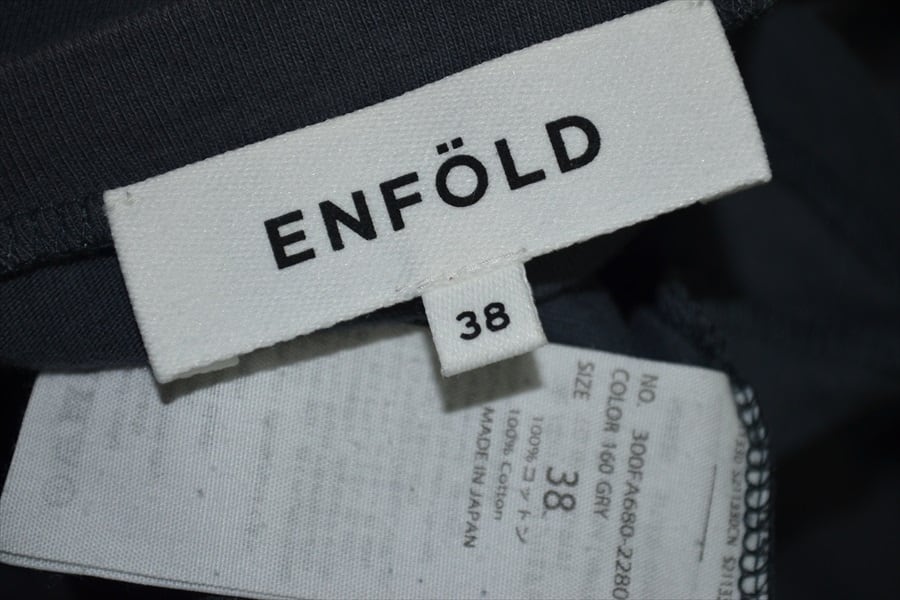 ENFÖLD
38
NO. 300FA680-2280
COLOR 160 GRY
SIZE 38
100%コットン
100% Cotton
MADE IN JAPAN